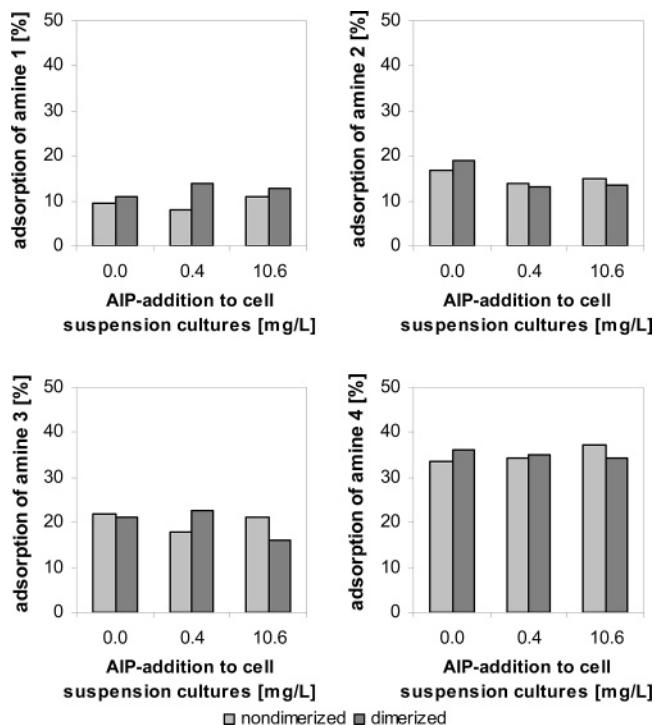 adsorption of amine 1 [%]
50
40
30
20
10
0
0.0 0.4 10.6
AIP-addition to cell
suspension cultures [mg/L]
adsorption of amine 2 [%]
50
40
30
20
10
0
0.0 0.4 10.6
AIP-addition to cell
suspension cultures [mg/L]
adsorption of amine 3 [%]
50
40
30
20
10
0
0.0 0.4 10.6
AIP-addition to cell
suspension cultures [mg/L]
adsorption of amine 4 [%]
50
40
30
20
10
0
0.0 0.4 10.6
AIP-addition to cell
suspension cultures [mg/L]
nondimerized dimerized